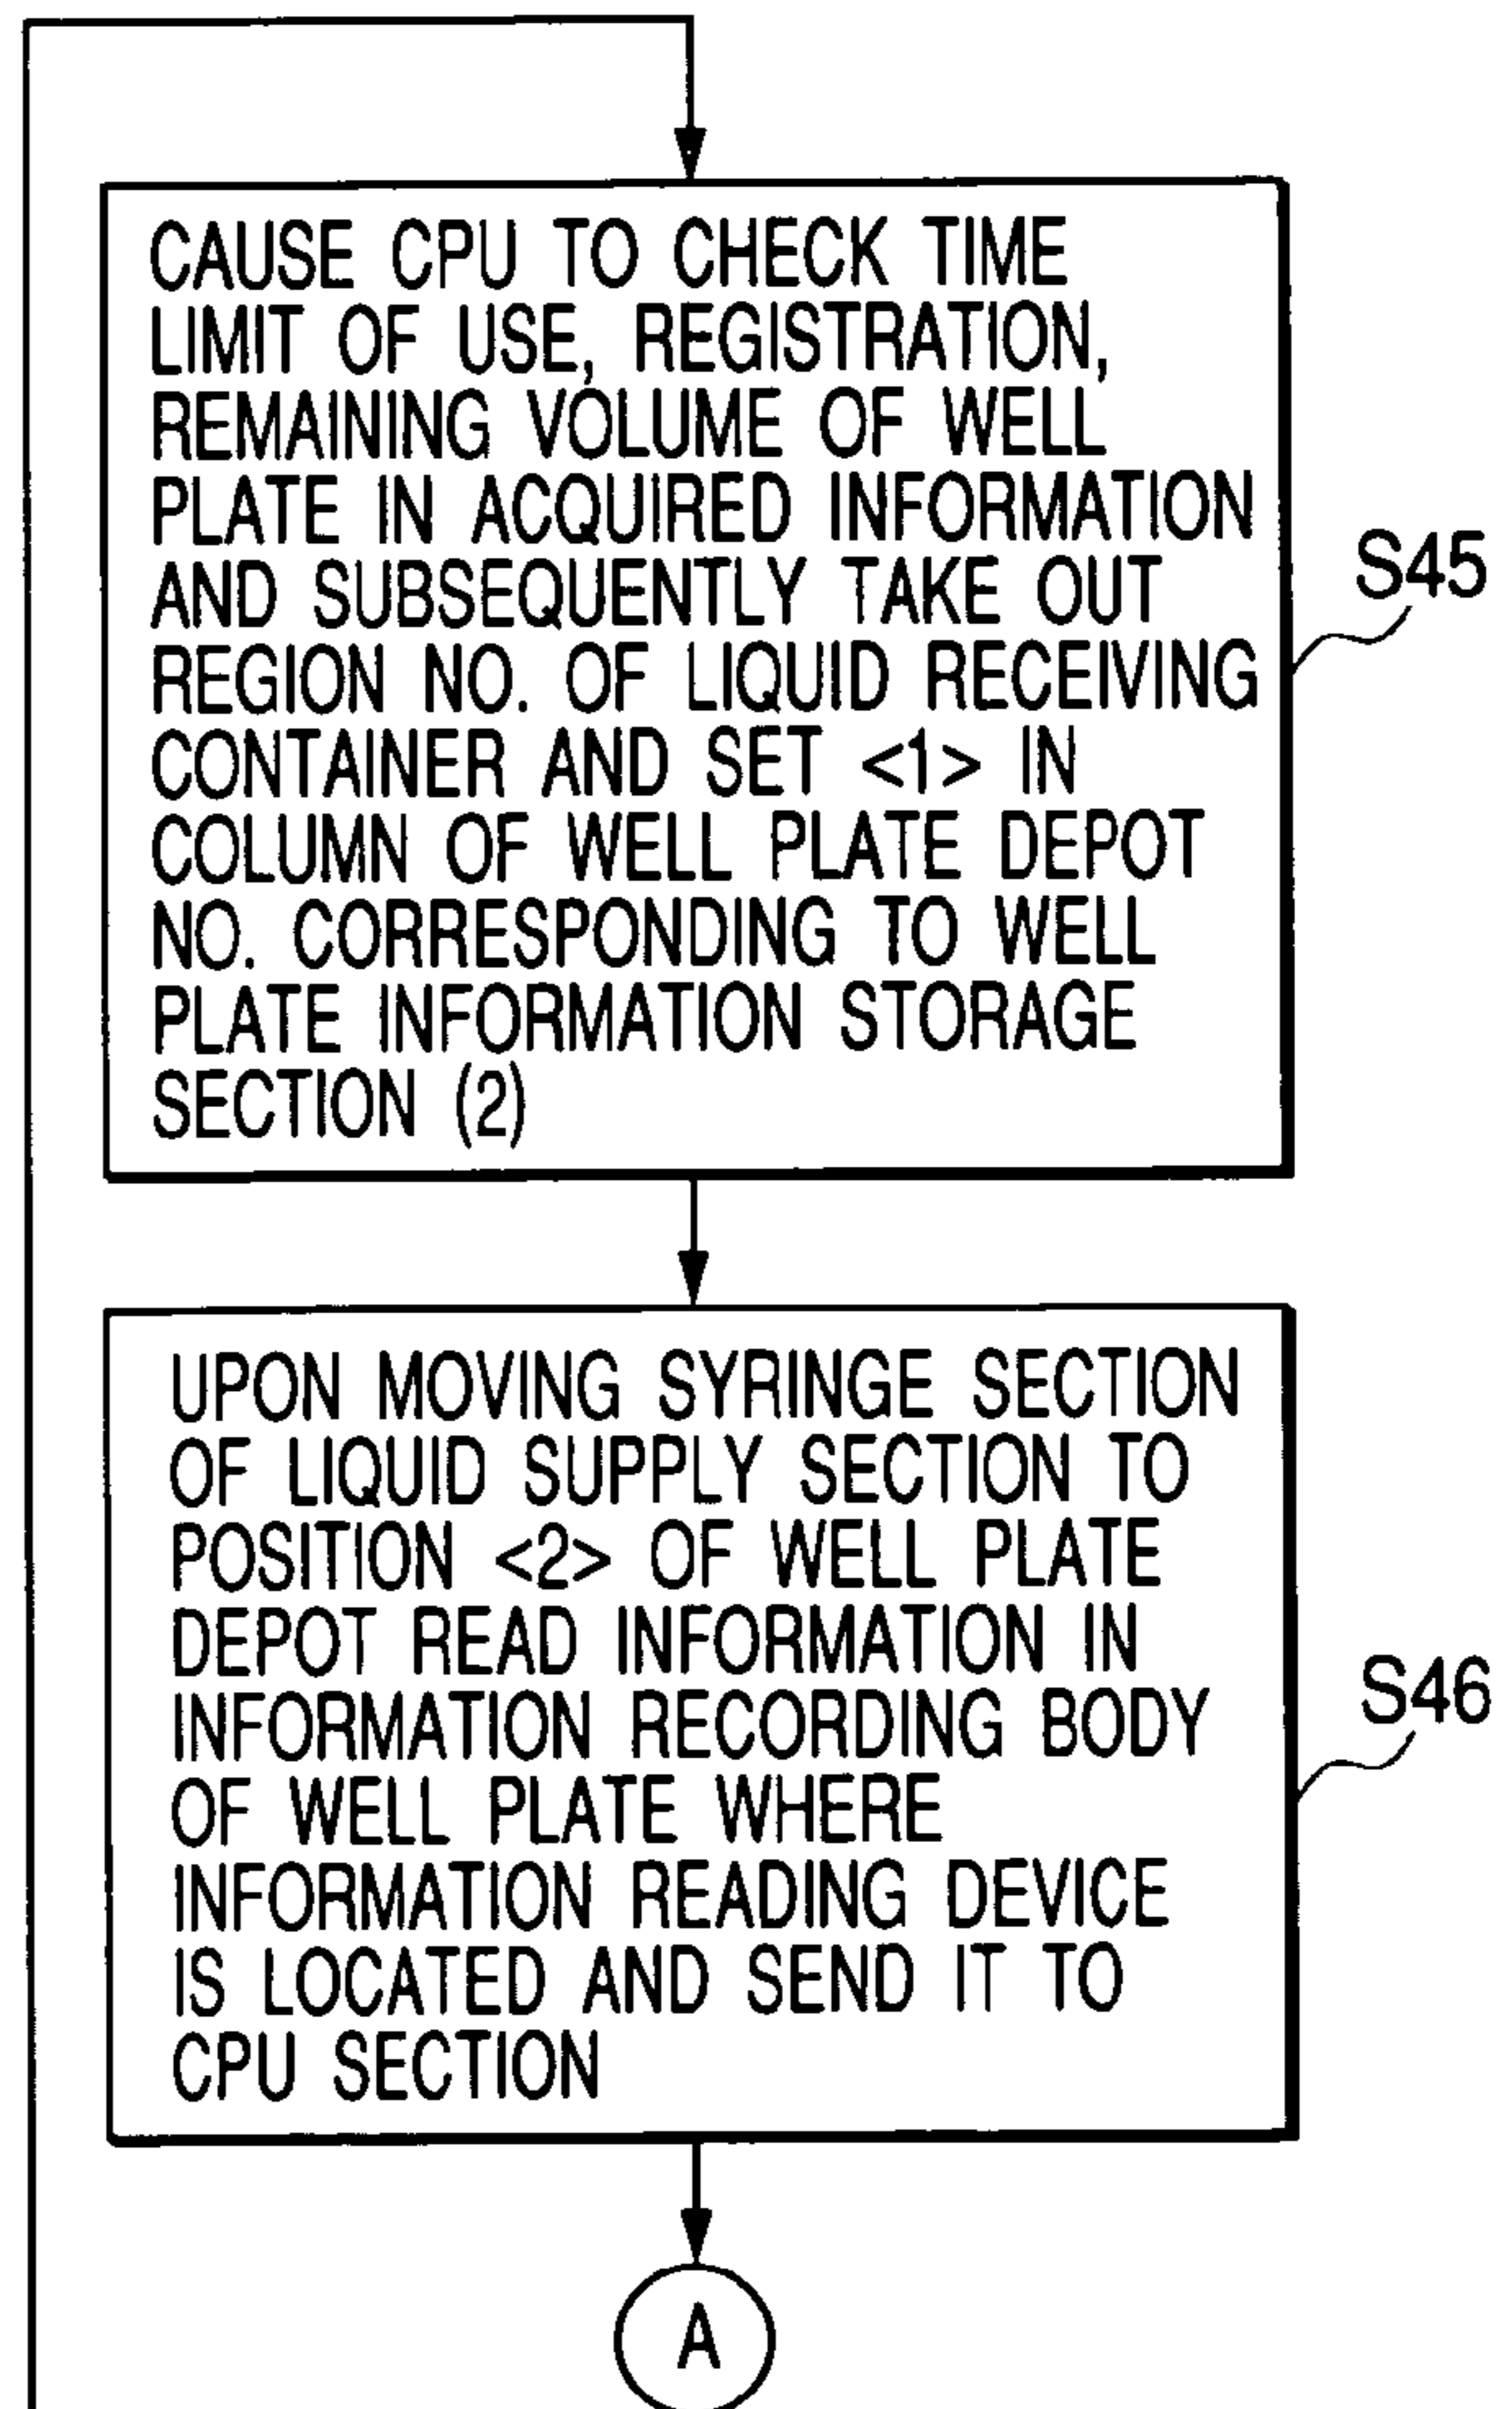 CAUSE CPU TO CHECK TIME
LIMIT OF USE, REGISTRATION,
REMAINING VOLUME OF WELL
PLATE IN ACQUIRED INFORMATION
AND SUBSEQUENTLY TAKE OUT
REGION NO. OF LIQUID RECEIVING
CONTAINER AND SET <1> IN
COLUMN OF WELL PLATE DEPOT
NO. CORRESPONDING TO WELL
PLATE INFORMATION STORAGE
SECTION (2)
S45
UPON MOVING SYRINGE SECTION
OF LIQUID SUPPLY SECTION TO
POSITION <2> OF WELL PLATE
DEPOT READ INFORMATION IN
INFORMATION RECORDING BODY
OF WELL PLATE WHERE
INFORMATION READING DEVICE
IS LOCATED AND SEND IT TO
CPU SECTION
S46
A